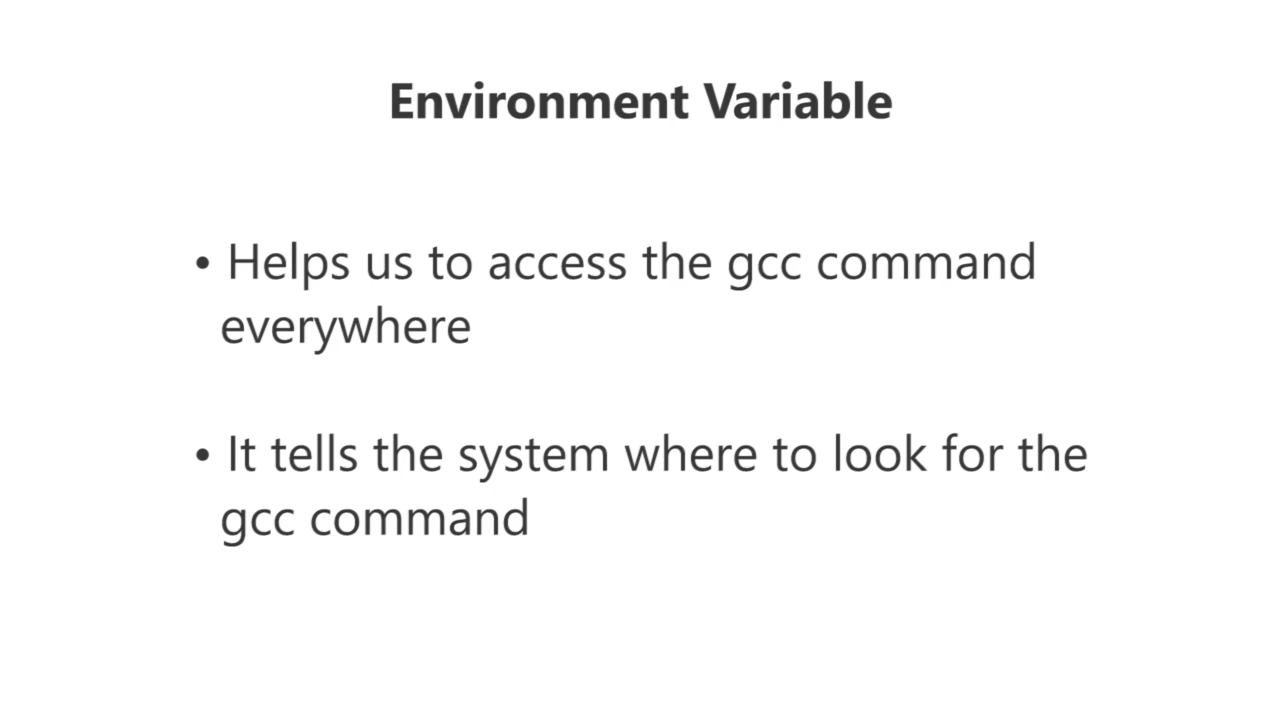 Environment Variable
• Helps us to access the gcc command
everywhere
• It tells the system where to look for the
gcc command